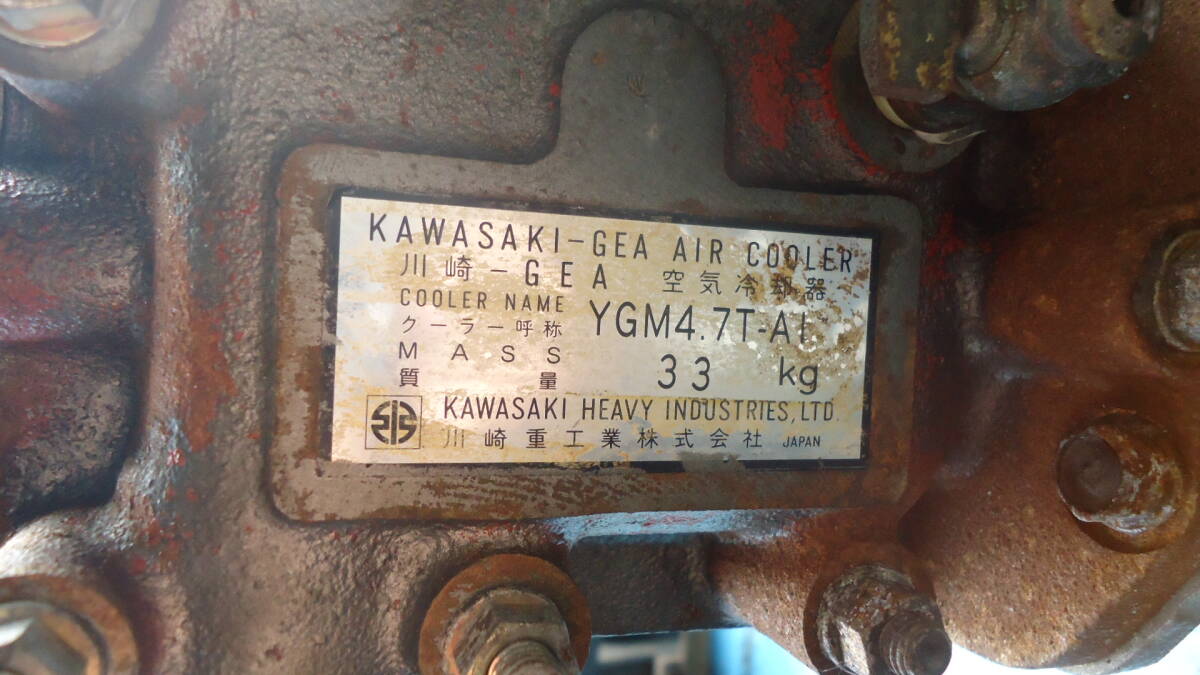 KAWASAKI-GEA AIR COOLER
川崎-GEA 空気冷却器
COOLER NAME
クーラー呼称 YGM4.7T-A1
MASS
質量 33 kg
KAWASAKI HEAVY INDUSTRIES, LTD.
川崎重工業株式会社 JAPAN